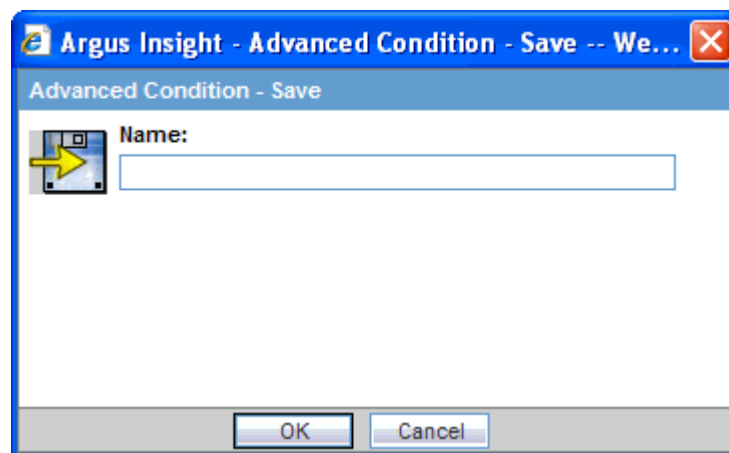 Argus Insight - Advanced Condition - Save -- We...
Advanced Condition - Save
Name:
OK Cancel